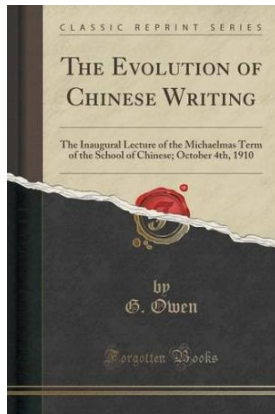 CLASSIC REPRINT SERIES
THE EVOLUTION OF
CHINESE WRITING
The Inaugural Lecture of the Michaelmas Term
of the School of Chinese; October 4th, 1910
by
G. Owen
Forgotten Books